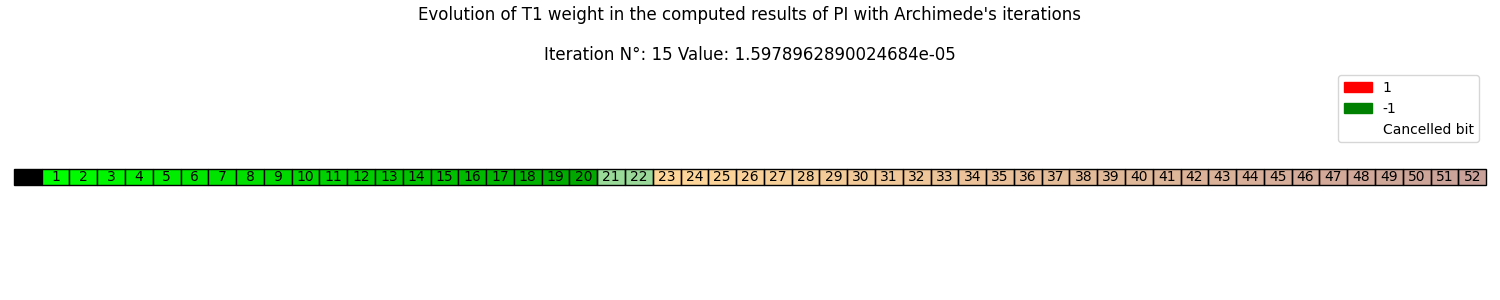 Evolution of T1 weight in the computed results of PI with Archimede's iterations
Iteration N°: 15 Value: 1.5978962890024684e-05
1
-1
Cancelled bit
1 2 3 4 5 6 7 8 9 10 11 12 13 14 15 16 17 18 19 20 21 22 23 24 25 26 27 28 29 30 31 32 33 34 35 36 37 38 39 40 41 42 43 44 45 46 47 48 49 50 51 52